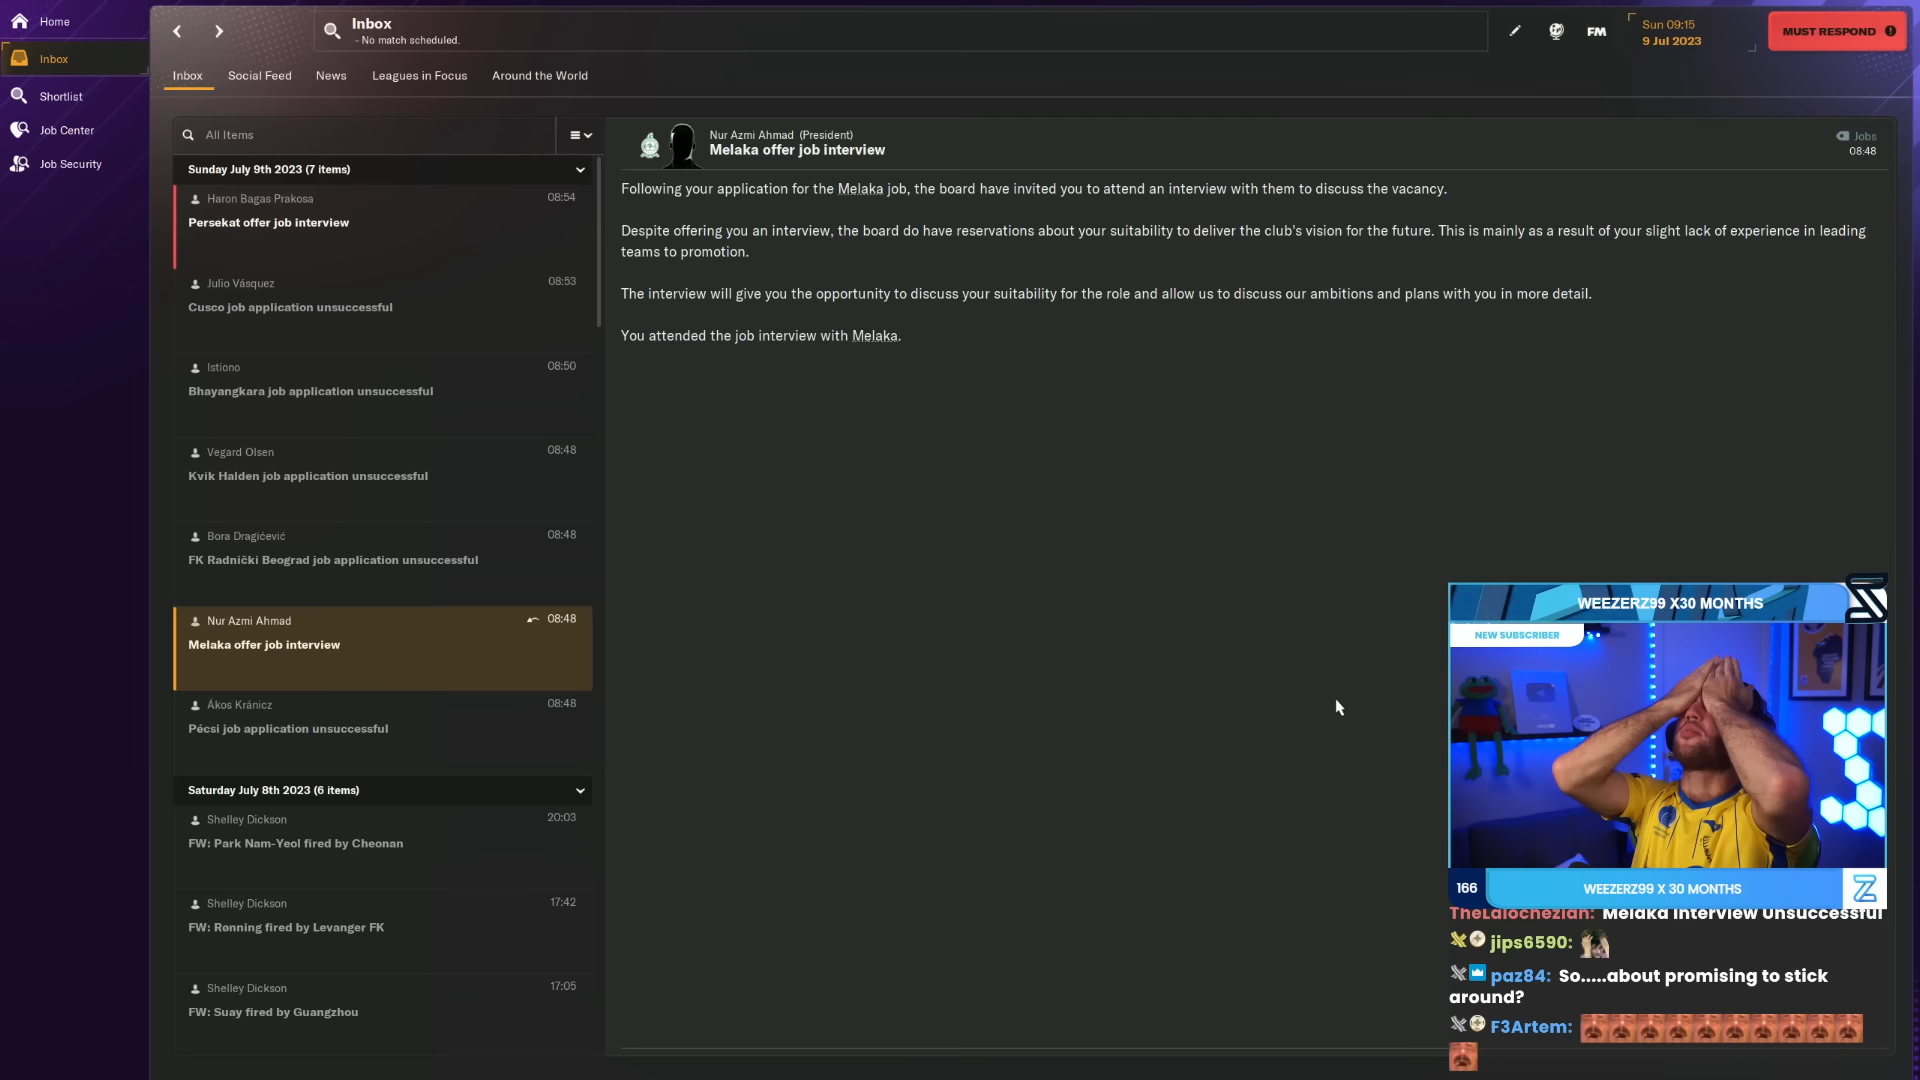 Home
Inbox
Shortlist
Job Center
Job Security
Inbox
- No match scheduled.
FM
Sun 09:15
9 Jul 2023
MUST RESPOND
Inbox
Social Feed
News
Leagues in Focus
Around the World
All Items
Sunday July 9th 2023 (7 items)
Haron Bagas Prakosa
08:54
Persekat offer job interview
Julio Vásquez
08:53
Cusco job application unsuccessful
Istiono
08:50
Bhayangkara job application unsuccessful
Vegard Olsen
08:48
Kvik Halden job application unsuccessful
Bora Dragićević
08:48
FK Radnički Beograd job application unsuccessful
Nur Azmi Ahmad
08:48
Melaka offer job interview
Ákos Kránicz
08:48
Pécsi job application unsuccessful
Saturday July 8th 2023 (6 items)
Shelley Dickson
20:03
FW: Park Nam-Yeol fired by Cheonan
Shelley Dickson
17:42
FW: Rønning fired by Levanger FK
Shelley Dickson
17:05
FW: Suay fired by Guangzhou
Nur Azmi Ahmad (President)
Melaka offer job interview
Jobs
08:48
Following your application for the Melaka job, the board have invited you to attend an interview with them to discuss the vacancy.
Despite offering you an interview, the board do have reservations about your suitability to deliver the club's vision for the future. This is mainly as a result of your slight lack of experience in leading
teams to promotion.
The interview will give you the opportunity to discuss your suitability for the role and allow us to discuss our ambitions and plans with you in more detail.
You attended the job interview with Melaka.
WEEZERZ99 X30 MONTHS
NEW SUBSCRIBER
166
WEEZERZ99 X 30 MONTHS
TheLalochezian: Melaka Interview Unsuccessful
jips6590:
paz84: So.....about promising to stick
around?
F3Artem: